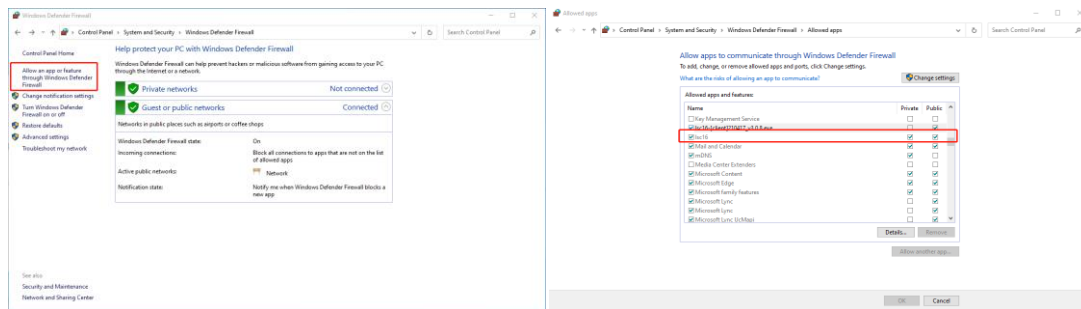 Windows Defender Firewall
Control Panel > System and Security > Windows Defender Firewall
Search Control Panel
Control Panel Home
Allow an app or feature
through Windows Defender
Firewall
Change notification settings
Turn Windows Defender
Firewall on or off
Restore defaults
Advanced settings
Troubleshoot my network
See also
Security and Maintenance
Network and Sharing Center
Help protect your PC with Windows Defender Firewall
Windows Defender Firewall can help prevent hackers or malicious software from gaining access to your PC
through the Internet or a network.
Private networks Not connected
Guest or public networks Connected
Networks in public places such as airports or coffee shops
Windows Defender Firewall state: On
Incoming connections: Block all connections to apps that are not on the list
of allowed apps
Active public networks: Network
Notification state: Notify me when Windows Defender Firewall blocks a
new app
Allowed apps
Control Panel > System and Security > Windows Defender Firewall > Allowed apps
Search Control Panel
Allow apps to communicate through Windows Defender Firewall
To add, change, or remove allowed apps and ports, click Change settings.
What are the risks of allowing an app to communicate?
Change settings
Allowed apps and features:
Name Private Public
Key Management Service
lsc16
Mail and Calendar
mDNS
Media Center Extenders
Microsoft Content
Microsoft Edge
Microsoft family features
Microsoft Lync
Microsoft Lync
Microsoft Lync UcMapi
Details... Remove
Allow another app...
OK Cancel